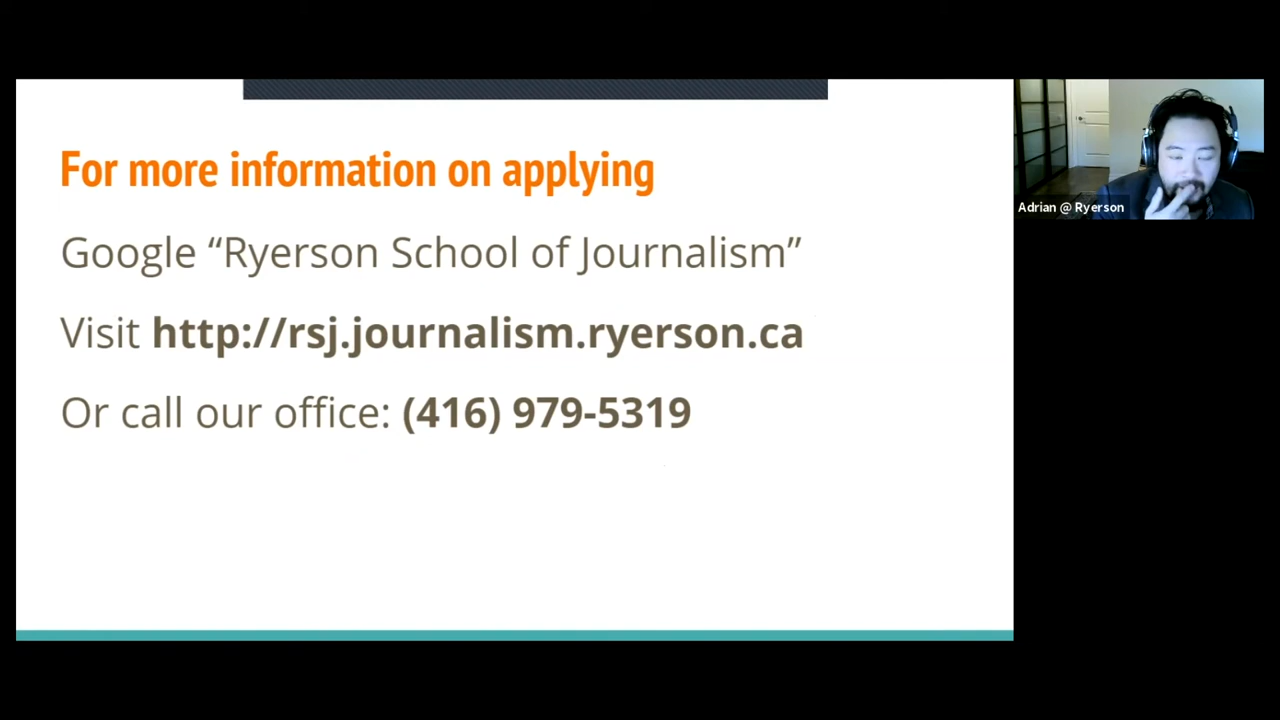 For more information on applying
Google “Ryerson School of Journalism”
Visit http://rsj.journalism.ryerson.ca
Or call our office: (416) 979-5319
Adrian @ Ryerson